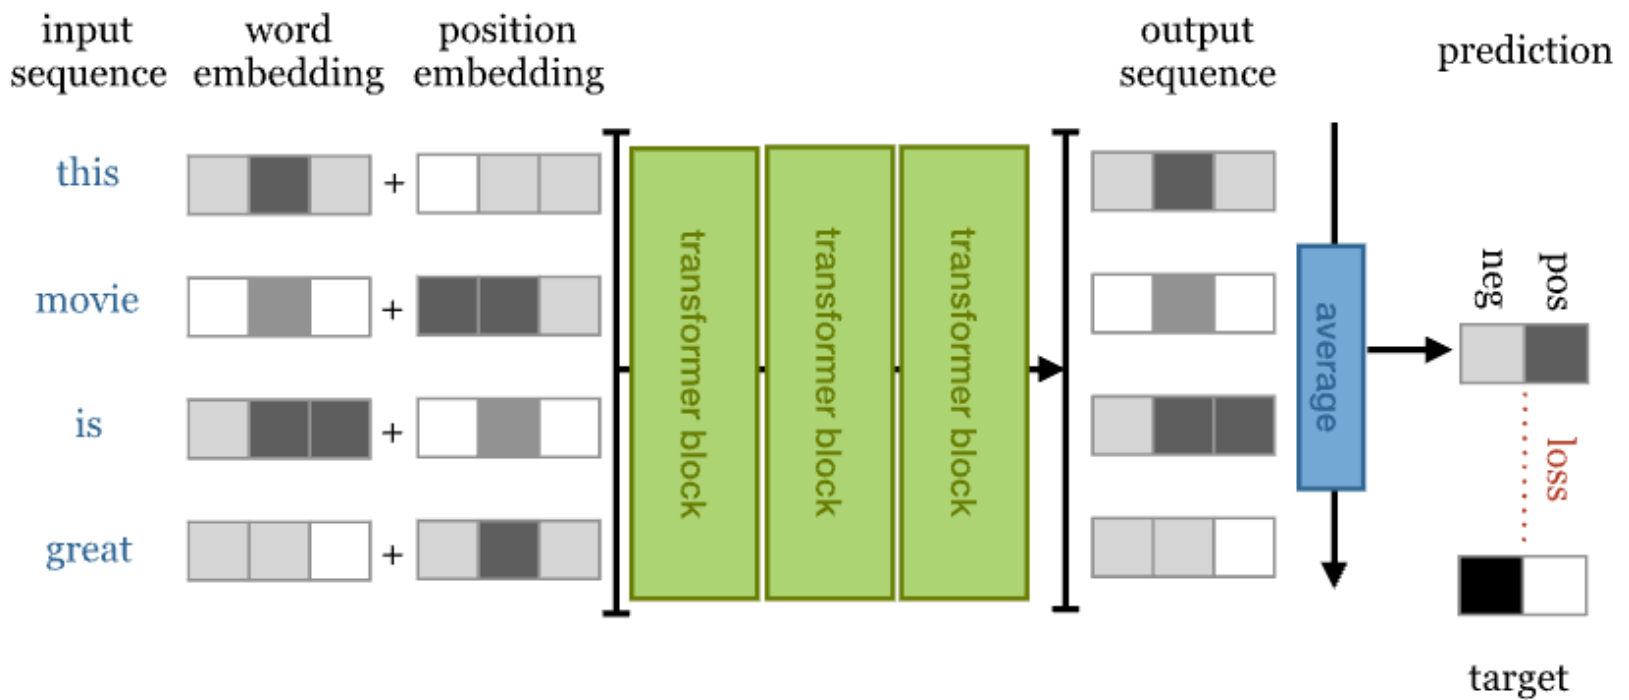 input sequence
word embedding
position embedding
output sequence
prediction
this + 
movie +
is +
great +
transformer block
transformer block
transformer block
average
neg
pos
loss
target